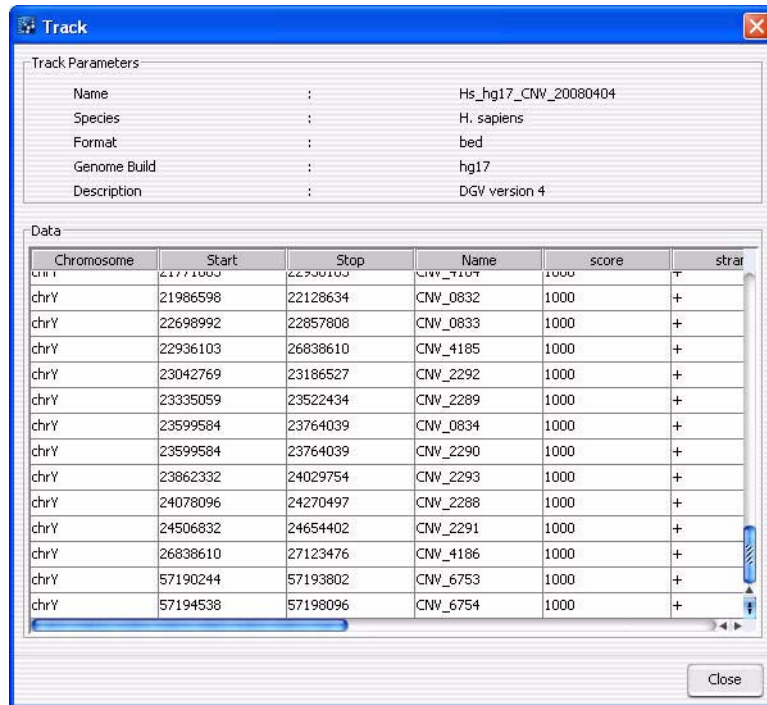 Track
Track Parameters
Name : Hs_hg17_CNV_20080404
Species : H. sapiens
Format : bed
Genome Build : hg17
Description : DGV version 4
Data
Chromosome Start Stop Name score stran
chrY 21986598 22128634 CNV_0832 1000 +
chrY 22698992 22857808 CNV_0833 1000 +
chrY 22936103 26838610 CNV_4185 1000 +
chrY 23042769 23186527 CNV_2292 1000 +
chrY 23335059 23522434 CNV_2289 1000 +
chrY 23599584 23764039 CNV_0834 1000 +
chrY 23599584 23764039 CNV_2290 1000 +
chrY 23862332 24029754 CNV_2293 1000 +
chrY 24078096 24270497 CNV_2288 1000 +
chrY 24506832 24654402 CNV_2291 1000 +
chrY 26838610 27123476 CNV_4186 1000 +
chrY 57190244 57193802 CNV_6753 1000 +
chrY 57194538 57198096 CNV_6754 1000 +
Close